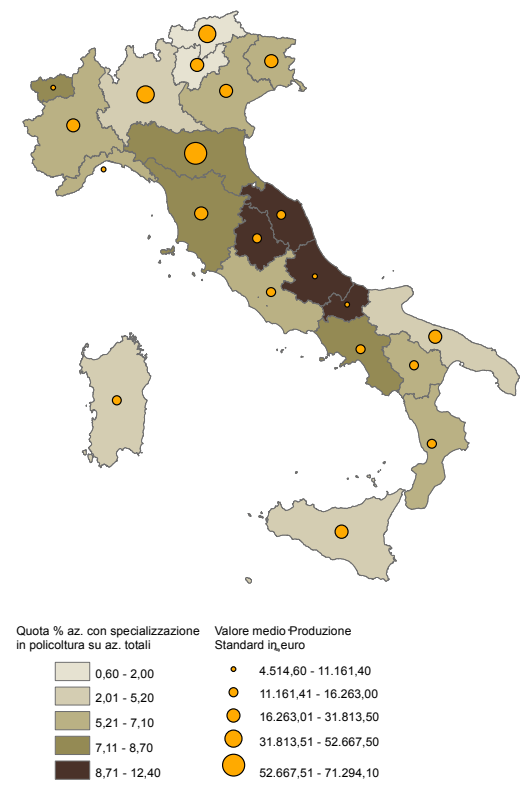 Quota % az. con specializzazione
in policoltura su az. totali
0,60 - 2,00
2,01 - 5,20
5,21 - 7,10
7,11 - 8,70
8,71 - 12,40
Valore medio Produzione
Standard in euro
4.514,60 - 11.161,40
11.161,41 - 16.263,00
16.263,01 - 31.813,50
31.813,51 - 52.667,50
52.667,51 - 71.294,10